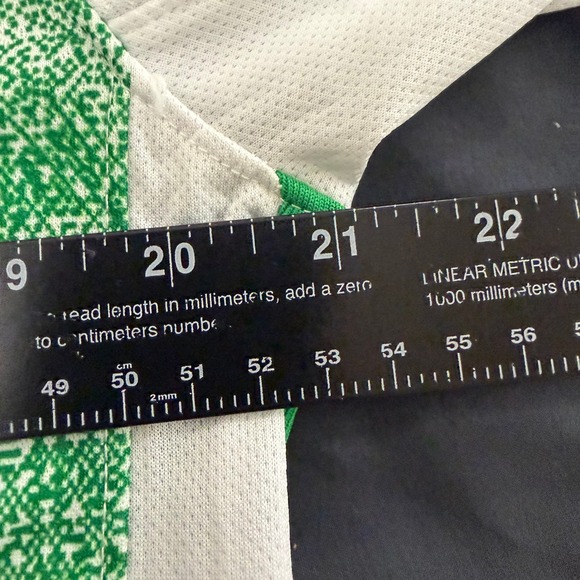 9 20 21 22
read length in millimeters, add a zero
to centimeters numbe
LINEAR METRIC
1000 millimeters (m
49 50 51 52 53 54 55 56
cm
2mm